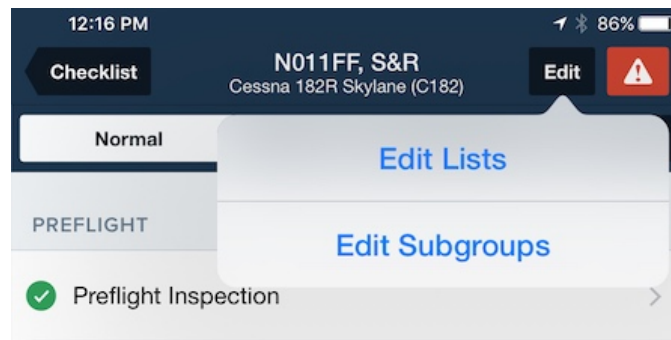 12:16 PM
86%
Checklist
N011FF, S&R
Cessna 182R Skylane (C182)
Edit
Normal
Edit Lists
PREFLIGHT
Edit Subgroups
Preflight Inspection